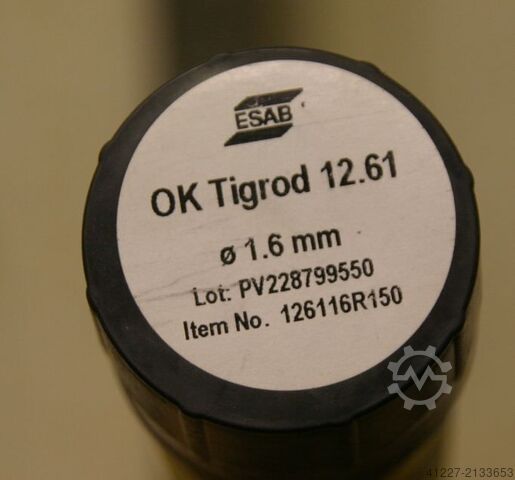 ESAB
OK Tigrod 12.61
ø 1.6 mm
Lot: PV228799550
Item No. 126116R150
41227-2133653